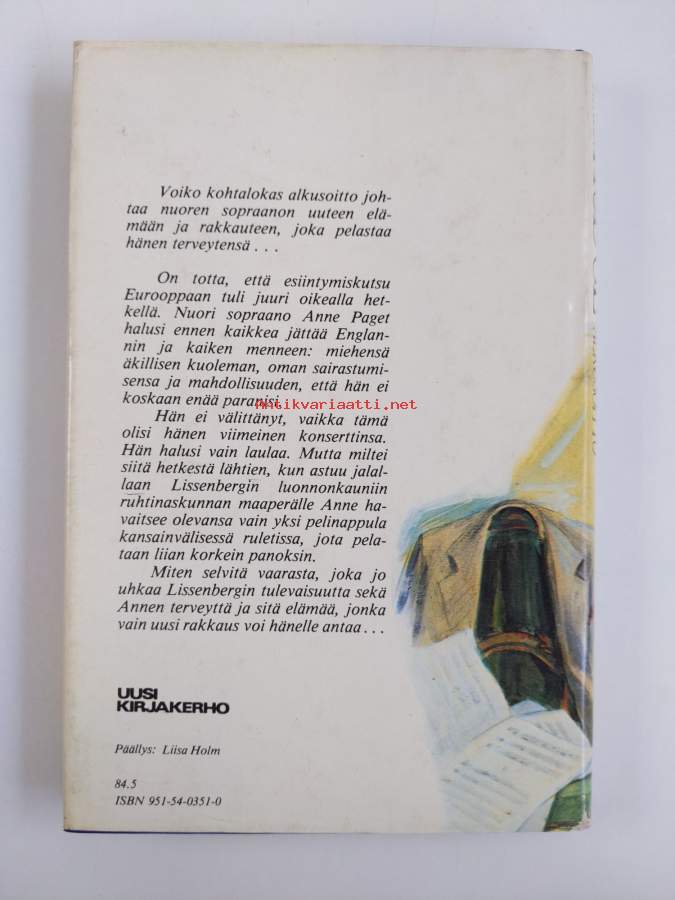 Voiko kohtalokas alkusoitto joh-
taa nuoren sopraanon uuteen elä-
mään ja rakkauteen, joka pelastaa
hänen terveytensä . . .
On totta, että esiintymiskutsu
Eurooppaan tuli juuri oikealla het-
kellä. Nuori sopraano Anne Paget
halusi ennen kaikkea jättää Englan-
nin ja kaiken menneen: miehensä
äkillisen kuoleman, oman sairastumi-
sensa ja mahdollisuuden, että hän ei
koskaan enää paranisi.
Antikvariaatti.net
Hän ei välittänyt, vaikka tämä
olisi hänen viimeinen konserttinsa.
Hän halusi vain laulaa. Mutta miltei
siitä hetkestä lähtien, kun astuu jalal-
laan Lissenbergin luonnonkauniin
ruhtinaskunnan maaperälle Anne ha-
vaitsee olevansa vain yksi pelinappula
kansainvälisessä ruletissa, jota pela-
taan liian korkein panoksin.
Miten selvitä vaarasta, joka jo
uhkaa Lissenbergin tulevaisuutta sekä
Annen terveyttä ja sitä elämää, jonka
vain uusi rakkaus voi hänelle antaa . . .
UUSI
KIRJAKERHO
Päällys: Liisa Holm
84.5
ISBN 951-54-0351-0